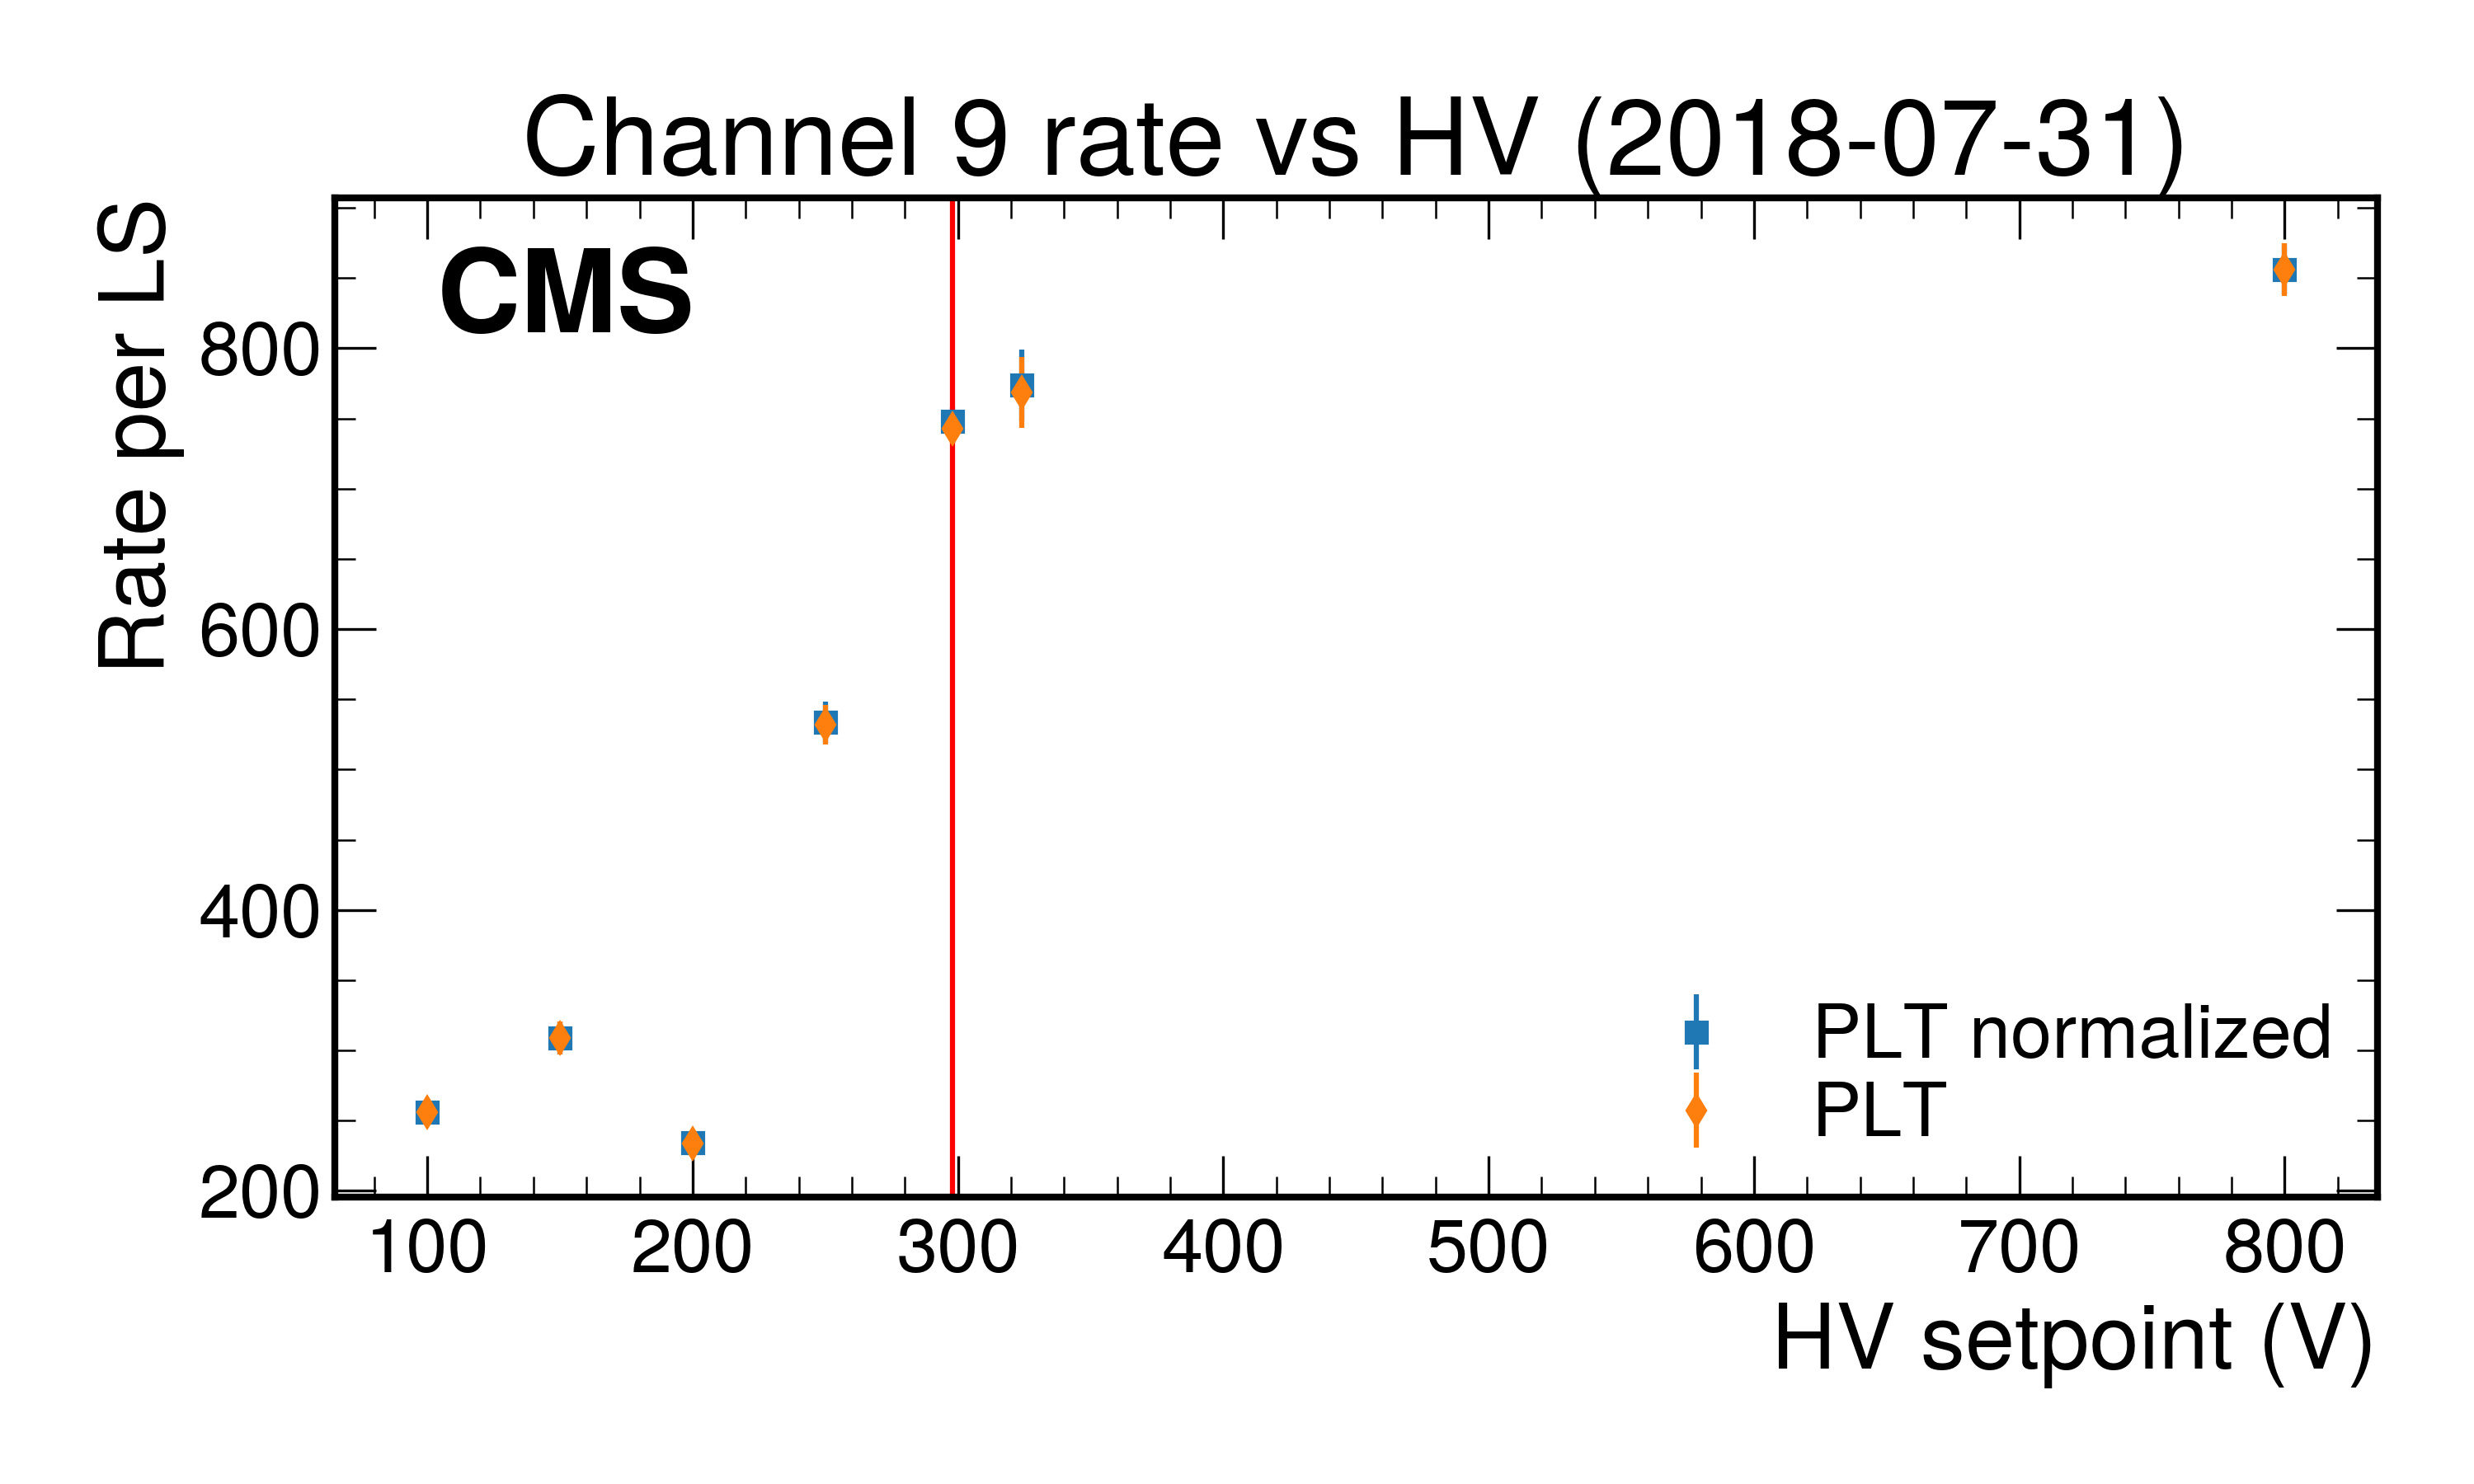 Channel 9 rate vs HV (2018-07-31)
CMS
Rate per LS
800
600
400
200
PLT normalized
PLT
100 200 300 400 500 600 700 800
HV setpoint (V)